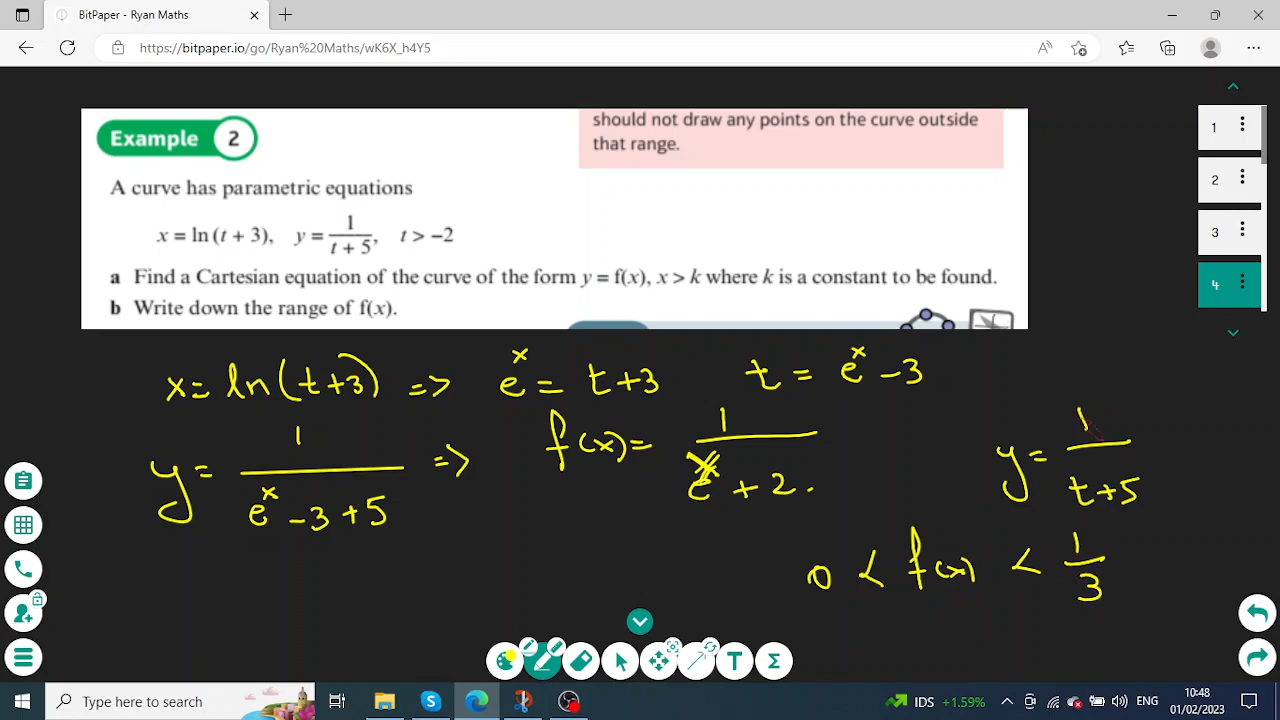 BitPaper - Ryan Maths
https://bitpaper.io/go/Ryan%20Maths/wK6X_h4Y5
should not draw any points on the curve outside
that range.
Example 2
A curve has parametric equations
x = ln (t + 3), y = 1/(t + 5), t > −2
a Find a Cartesian equation of the curve of the form y = f(x), x > k where k is a constant to be found.
b Write down the range of f(x).
x = ln(t+3) => e^x = t+3 t = e^x - 3
y = 1/(e^x - 3 + 5) => f(x) = 1/(e^x + 2). y = 1/(t+5)
0 < f(x) < 1/3
1
2
3
4
T Σ
Type here to search
IDS +1.59%
ENG
10:48
01/02/2023